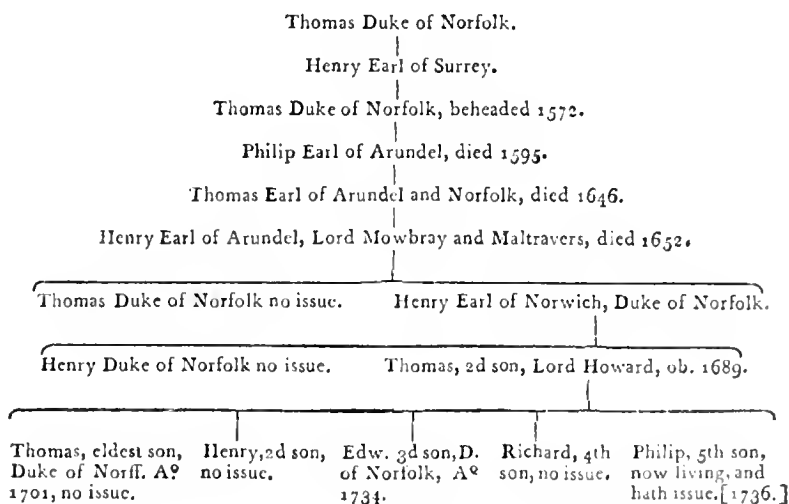 Thomas Duke of Norfolk.
Henry Earl of Surrey.
Thomas Duke of Norfolk, beheaded 1572.
Philip Earl of Arundel, died 1595.
Thomas Earl of Arundel and Norfolk, died 1646.
Henry Earl of Arundel, Lord Mowbray and Maltravers, died 1652.
Thomas Duke of Norfolk no issue. Henry Earl of Norwich, Duke of Norfolk.
Henry Duke of Norfolk no issue. Thomas, 2d son, Lord Howard, ob. 1689.
Thomas, eldest son,
Duke of Norff. Aº
1701, no issue.
Henry, 2d son,
no issue.
Edw. 3d son, D.
of Norfolk, Aº
1734.
Richard, 4th
son, no issue.
Philip, 5th son,
now living, and
hath issue. [1736.]